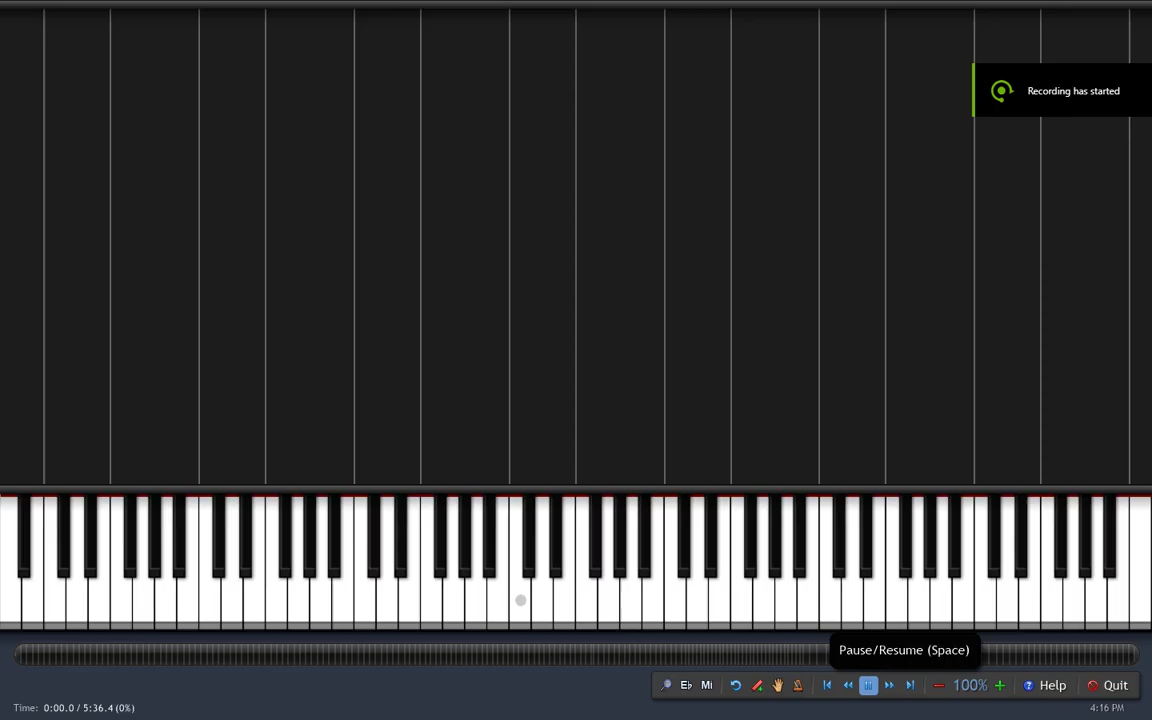 Recording has started
Pause/Resume (Space)
E♭ Mi 100% Help Quit
Time: 0:00.0 / 5:36.4 (0%) 4:16 PM